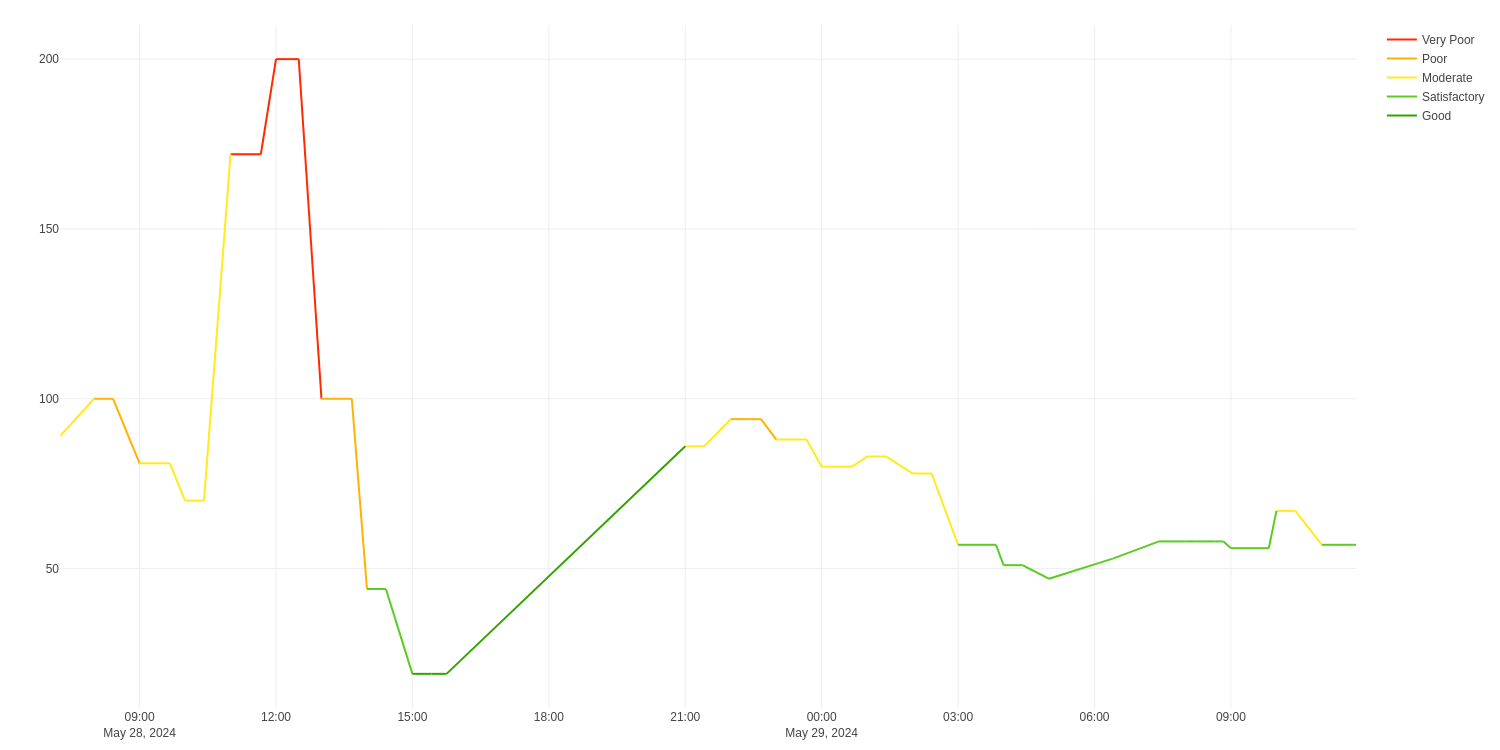 200
150
100
50
09:00
May 28, 2024
12:00
15:00
18:00
21:00
00:00
May 29, 2024
03:00
06:00
09:00
Very Poor
Poor
Moderate
Satisfactory
Good